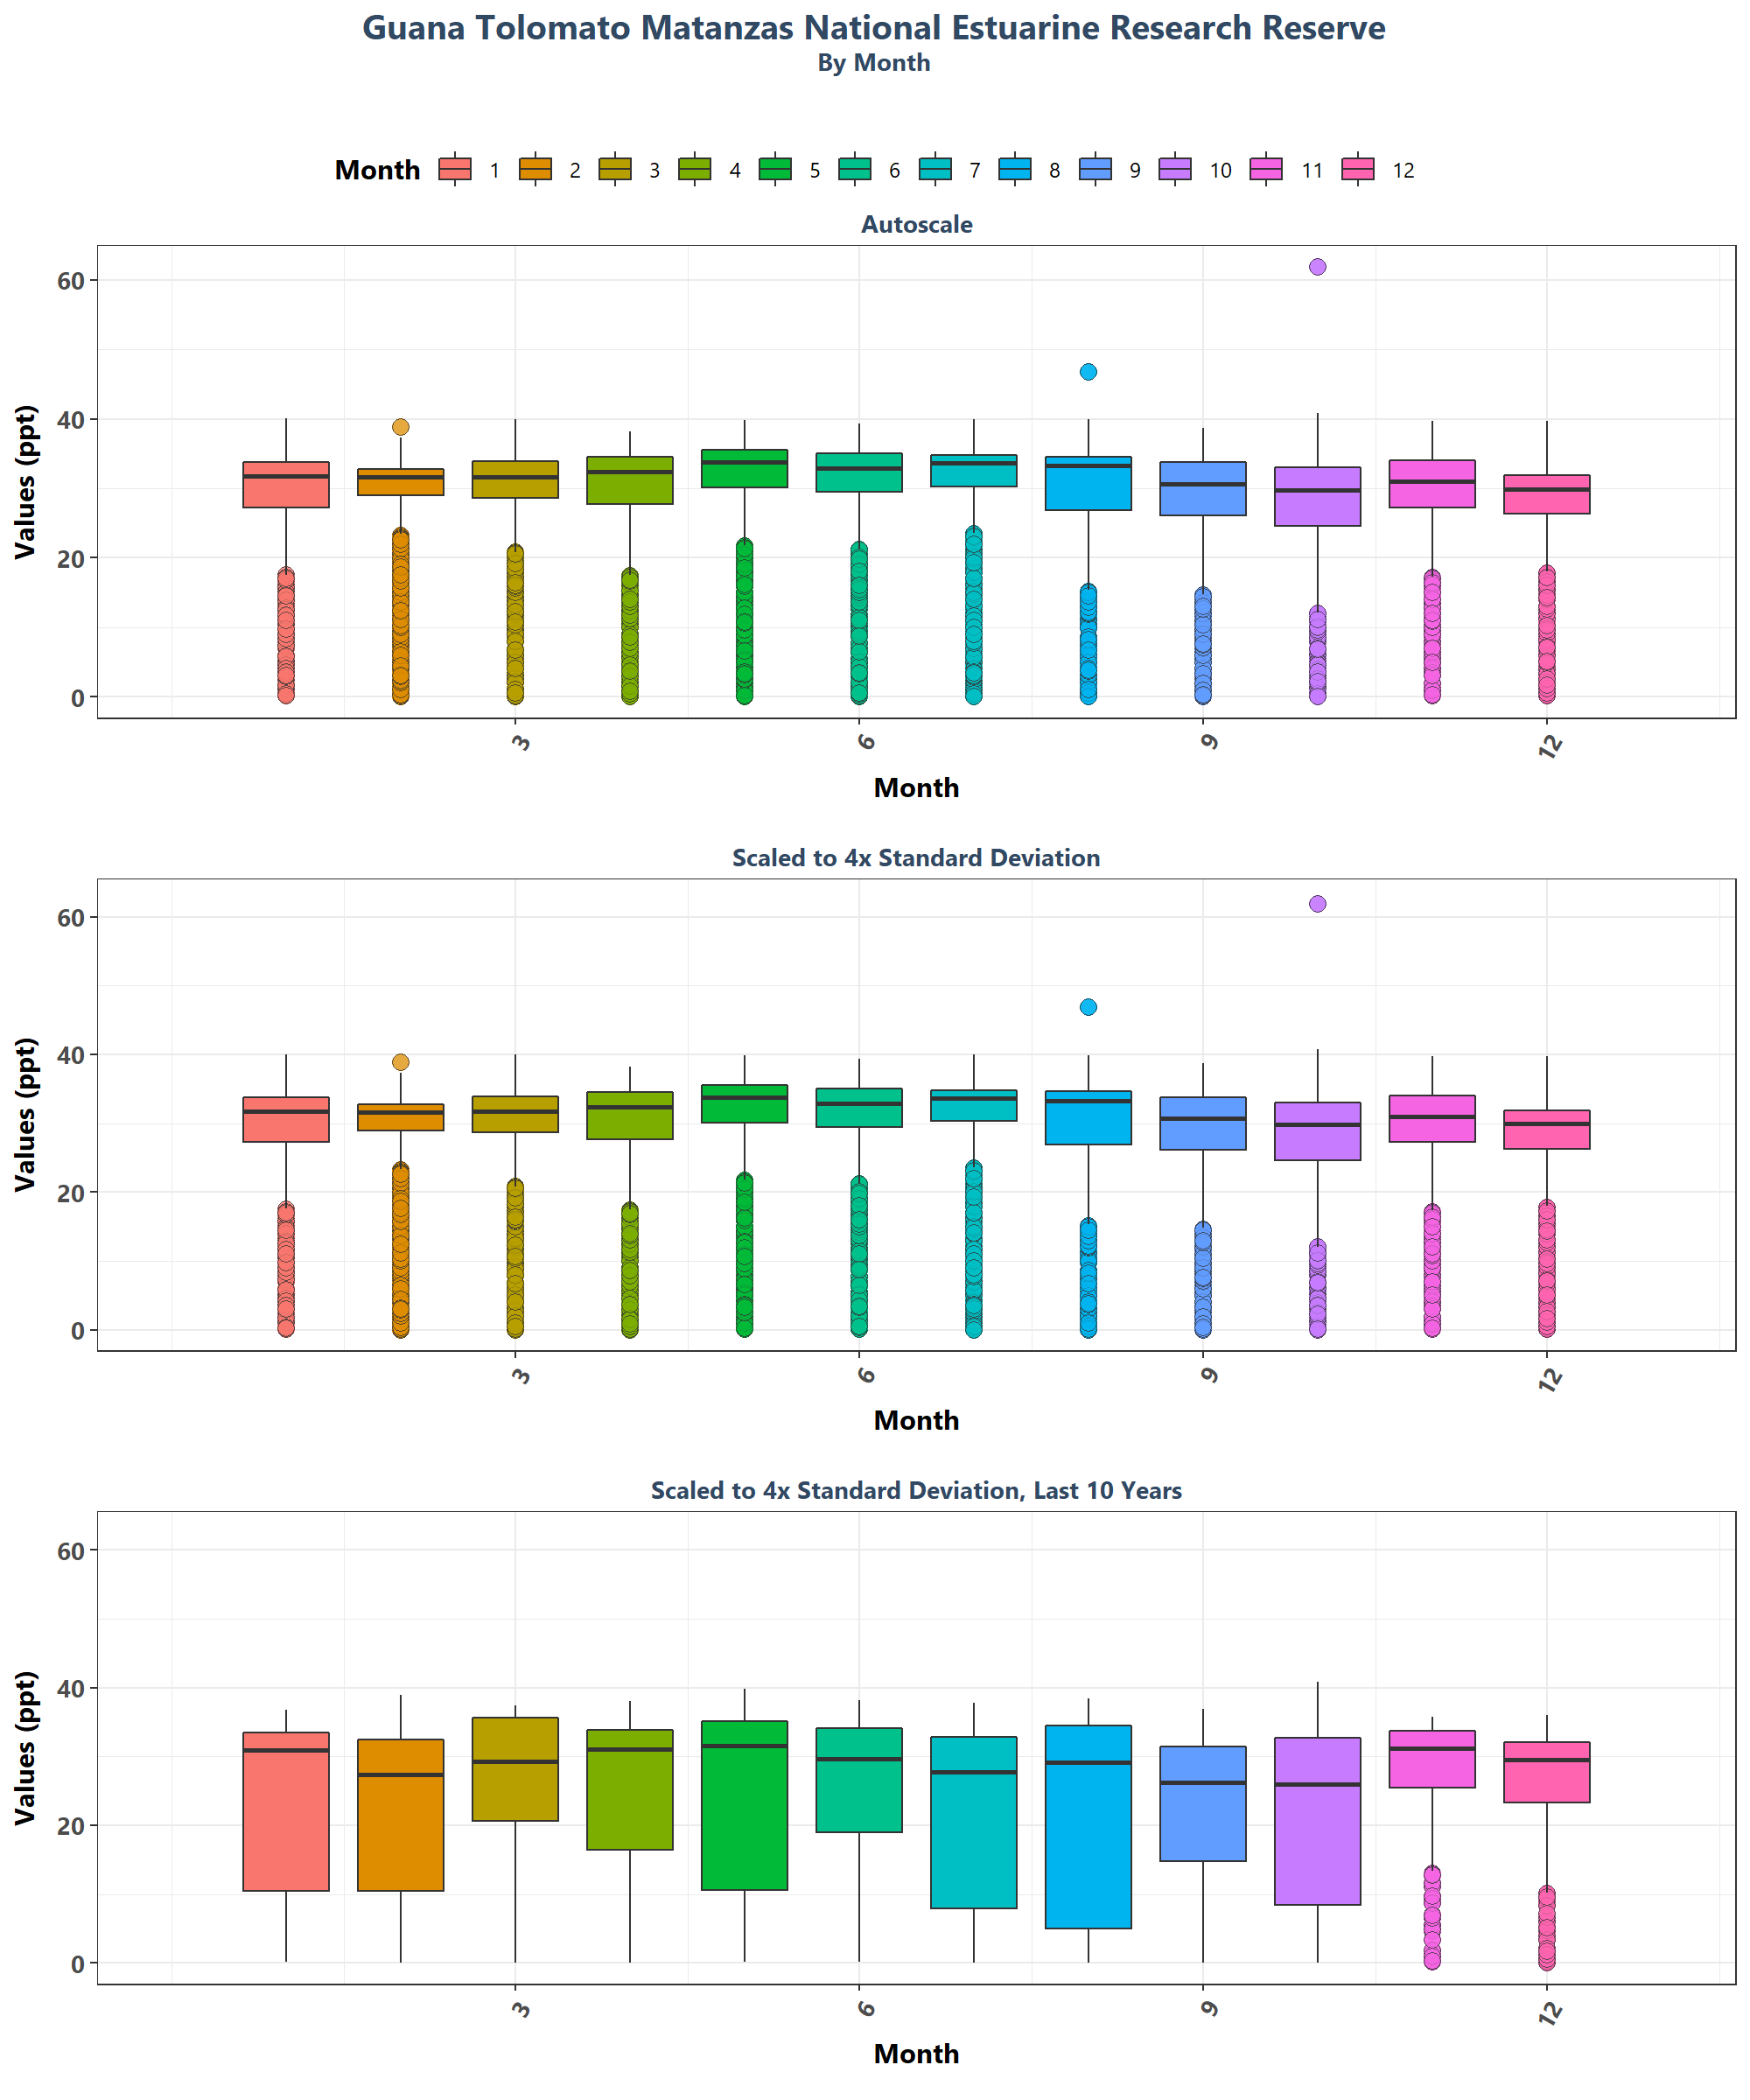 Guana Tolomato Matanzas National Estuarine Research Reserve
By Month
Month 1 2 3 4 5 6 7 8 9 10 11 12
Autoscale
Values (ppt)
60
40
20
0
3 6 9 12
Month
Scaled to 4x Standard Deviation
Values (ppt)
60
40
20
0
3 6 9 12
Month
Scaled to 4x Standard Deviation, Last 10 Years
Values (ppt)
60
40
20
0
3 6 9 12
Month